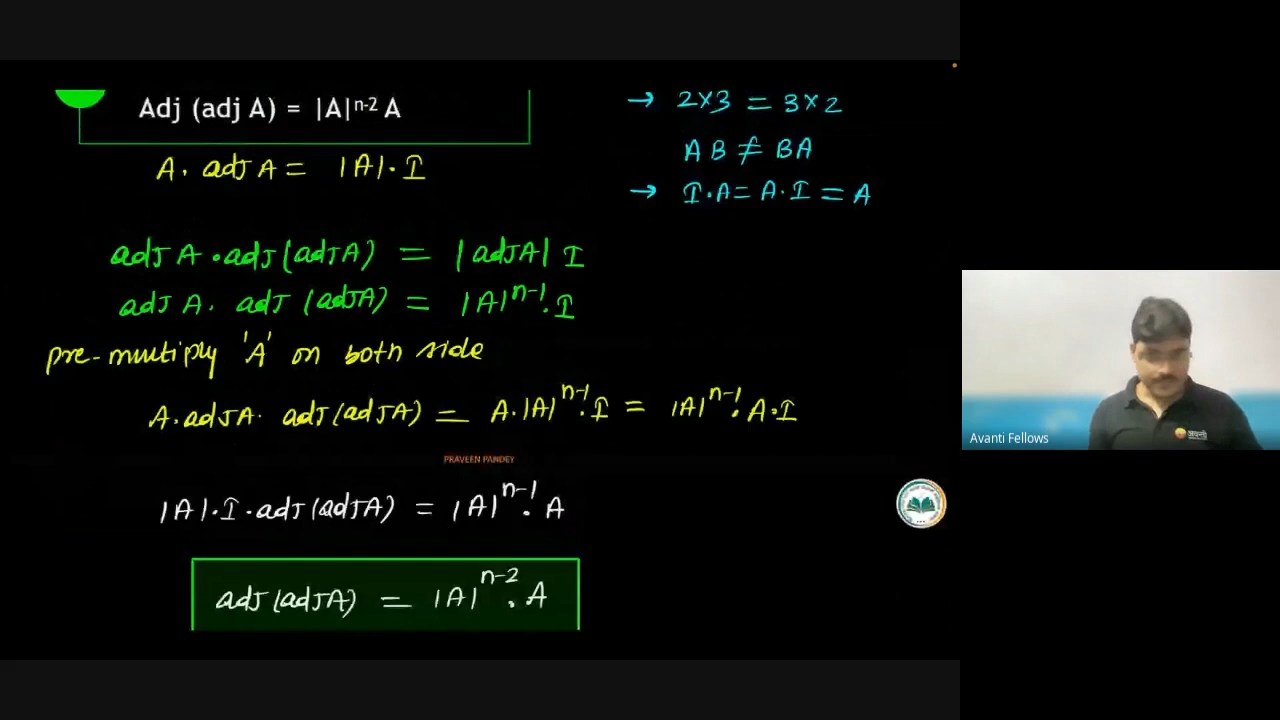 Adj (adj A) = |A|ⁿ⁻² A
A. adj A = |A|. I
→ 2×3 = 3×2
AB ≠ BA
→ I.A = A.I = A
adj A . adj (adj A) = |adj A| I
adj A. adj (adj A) = |A|ⁿ⁻¹. I
pre-multiply 'A' on both side
A. adj A. adj (adj A) = A. |A|ⁿ⁻¹. I = |A|ⁿ⁻¹. A.I
PRAVEEN PANDEY
|A|. I. adj (adj A) = |A|ⁿ⁻¹. A
adj (adj A) = |A|ⁿ⁻². A
Avanti Fellows